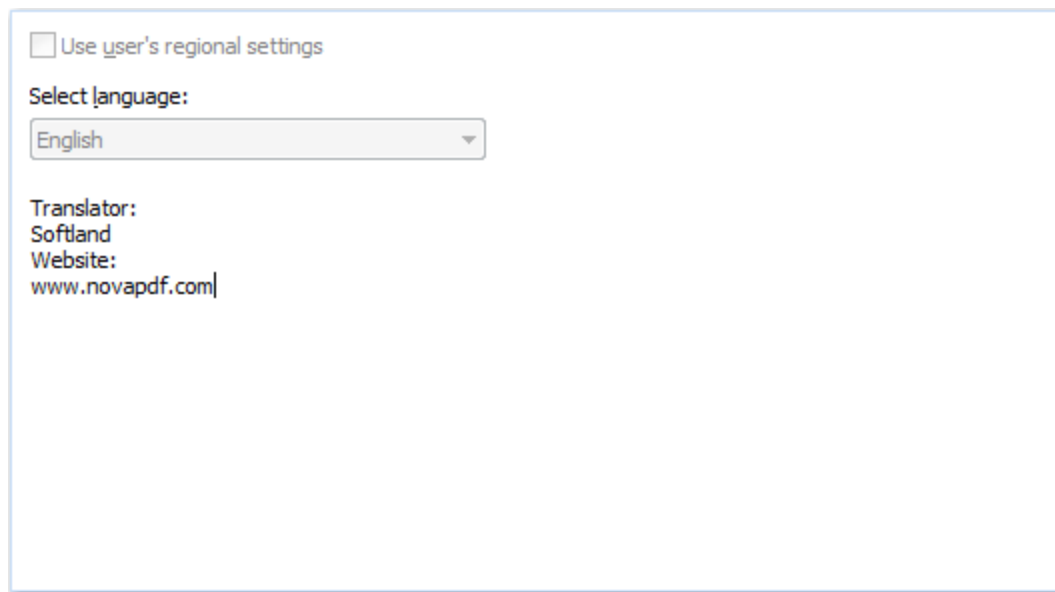 Use user's regional settings
Select language:
English
Translator:
Softland
Website:
www.novapdf.com